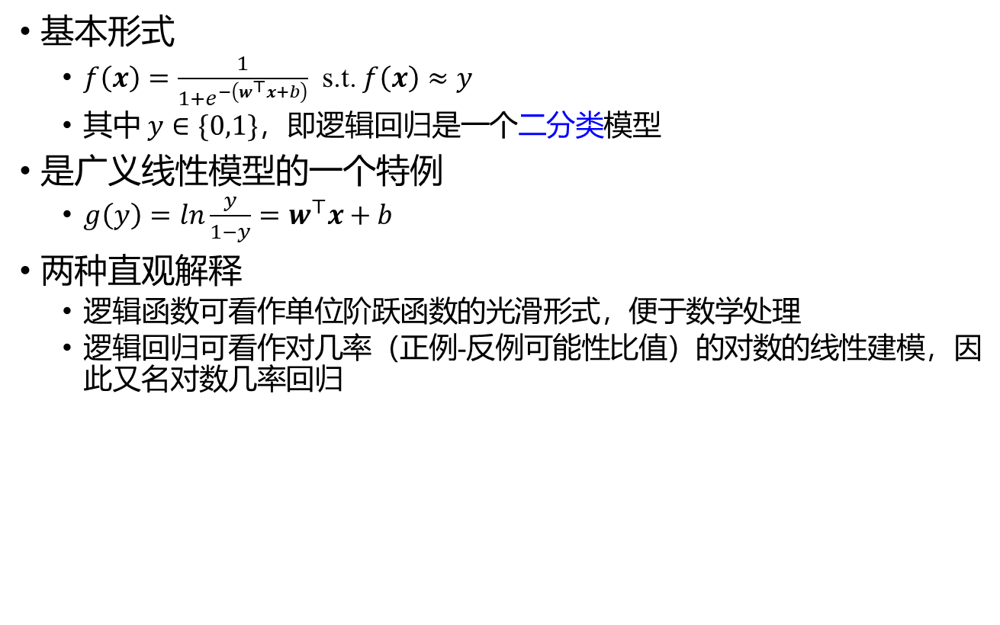 • 基本形式
• $f(\boldsymbol{x}) = \frac{1}{1+e^{-(\boldsymbol{w}^\top \boldsymbol{x}+b)}}$ s.t. $f(\boldsymbol{x}) \approx y$
• 其中 $y \in \{0,1\}$，即逻辑回归是一个二分类模型
• 是广义线性模型的一个特例
• $g(y) = ln\frac{y}{1-y} = \boldsymbol{w}^\top \boldsymbol{x} + b$
• 两种直观解释
• 逻辑函数可看作单位阶跃函数的光滑形式，便于数学处理
• 逻辑回归可看作对几率（正例-反例可能性比值）的对数的线性建模，因
此又名对数几率回归